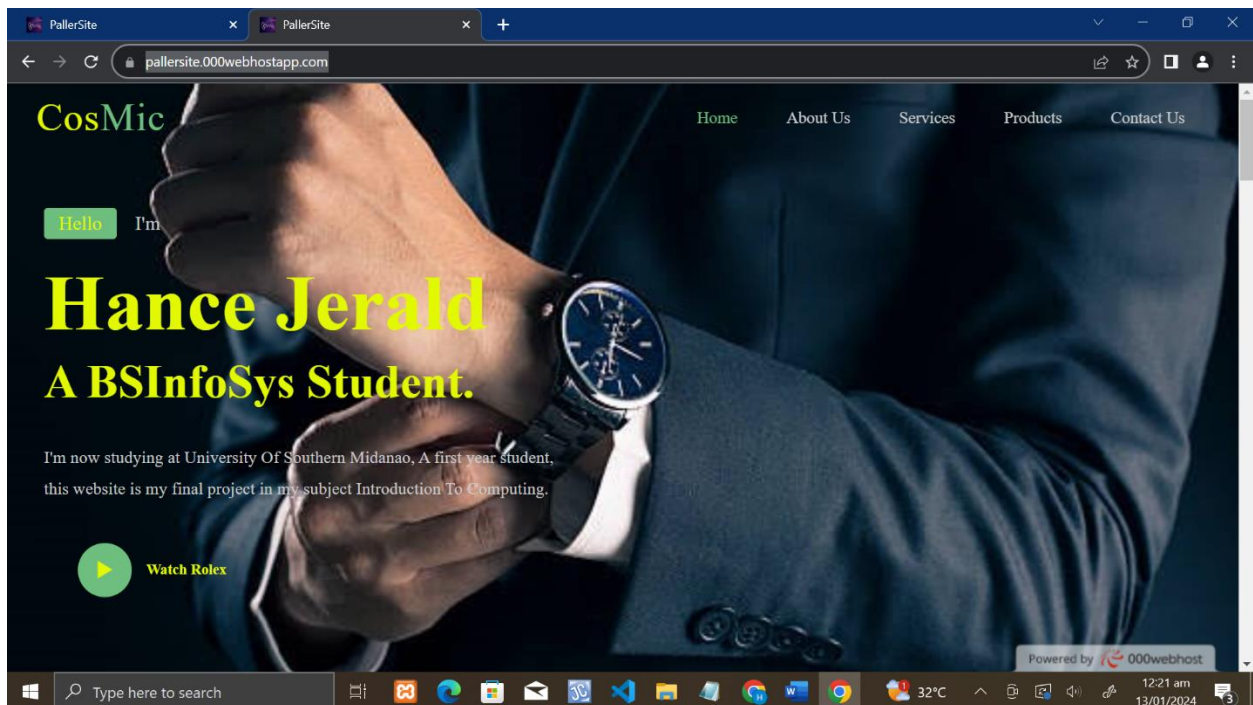 PallerSite
PallerSite
pallersite.000webhostapp.com
CosMic
Home About Us Services Products Contact Us
Hello I'm
Hance Jerald
A BSInfoSys Student.
I'm now studying at University Of Southern Midanao, A first year student,
this website is my final project in my subject Introduction To Computing.
Watch Rolex
Powered by 000webhost
Type here to search
32°C
12:21 am
13/01/2024
3